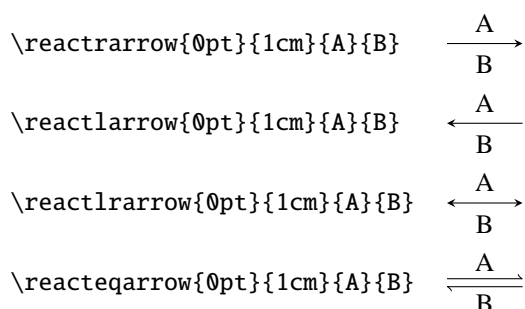 A
\reactrarrow{0pt}{1cm}{A}{B}
B
A
\reactlarrow{0pt}{1cm}{A}{B}
B
A
\reactlrarrow{0pt}{1cm}{A}{B}
B
A
\reacteqarrow{0pt}{1cm}{A}{B}
B